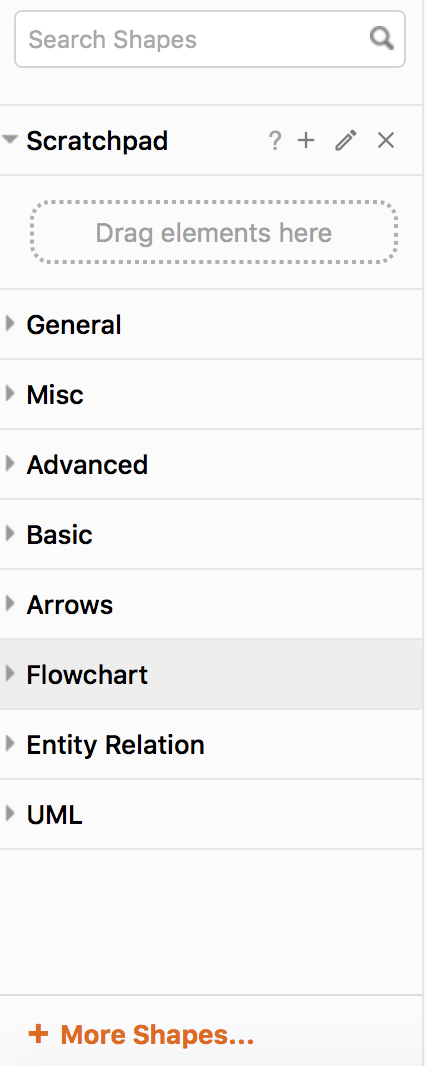 Search Shapes
Scratchpad ? +
Drag elements here
General
Misc
Advanced
Basic
Arrows
Flowchart
Entity Relation
UML
+ More Shapes...